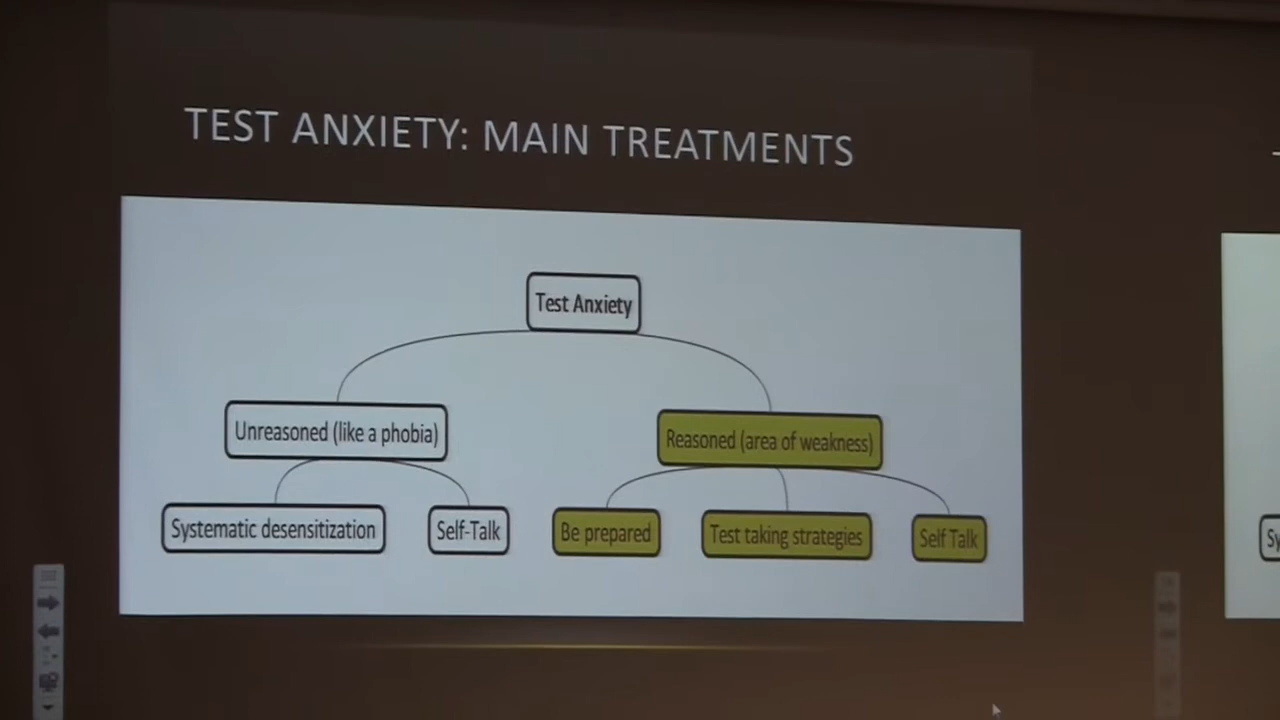 TEST ANXIETY: MAIN TREATMENTS
Test Anxiety
Unreasoned (like a phobia)
Reasoned (area of weakness)
Systematic desensitization
Self-Talk
Be prepared
Test taking strategies
Self Talk
Sy